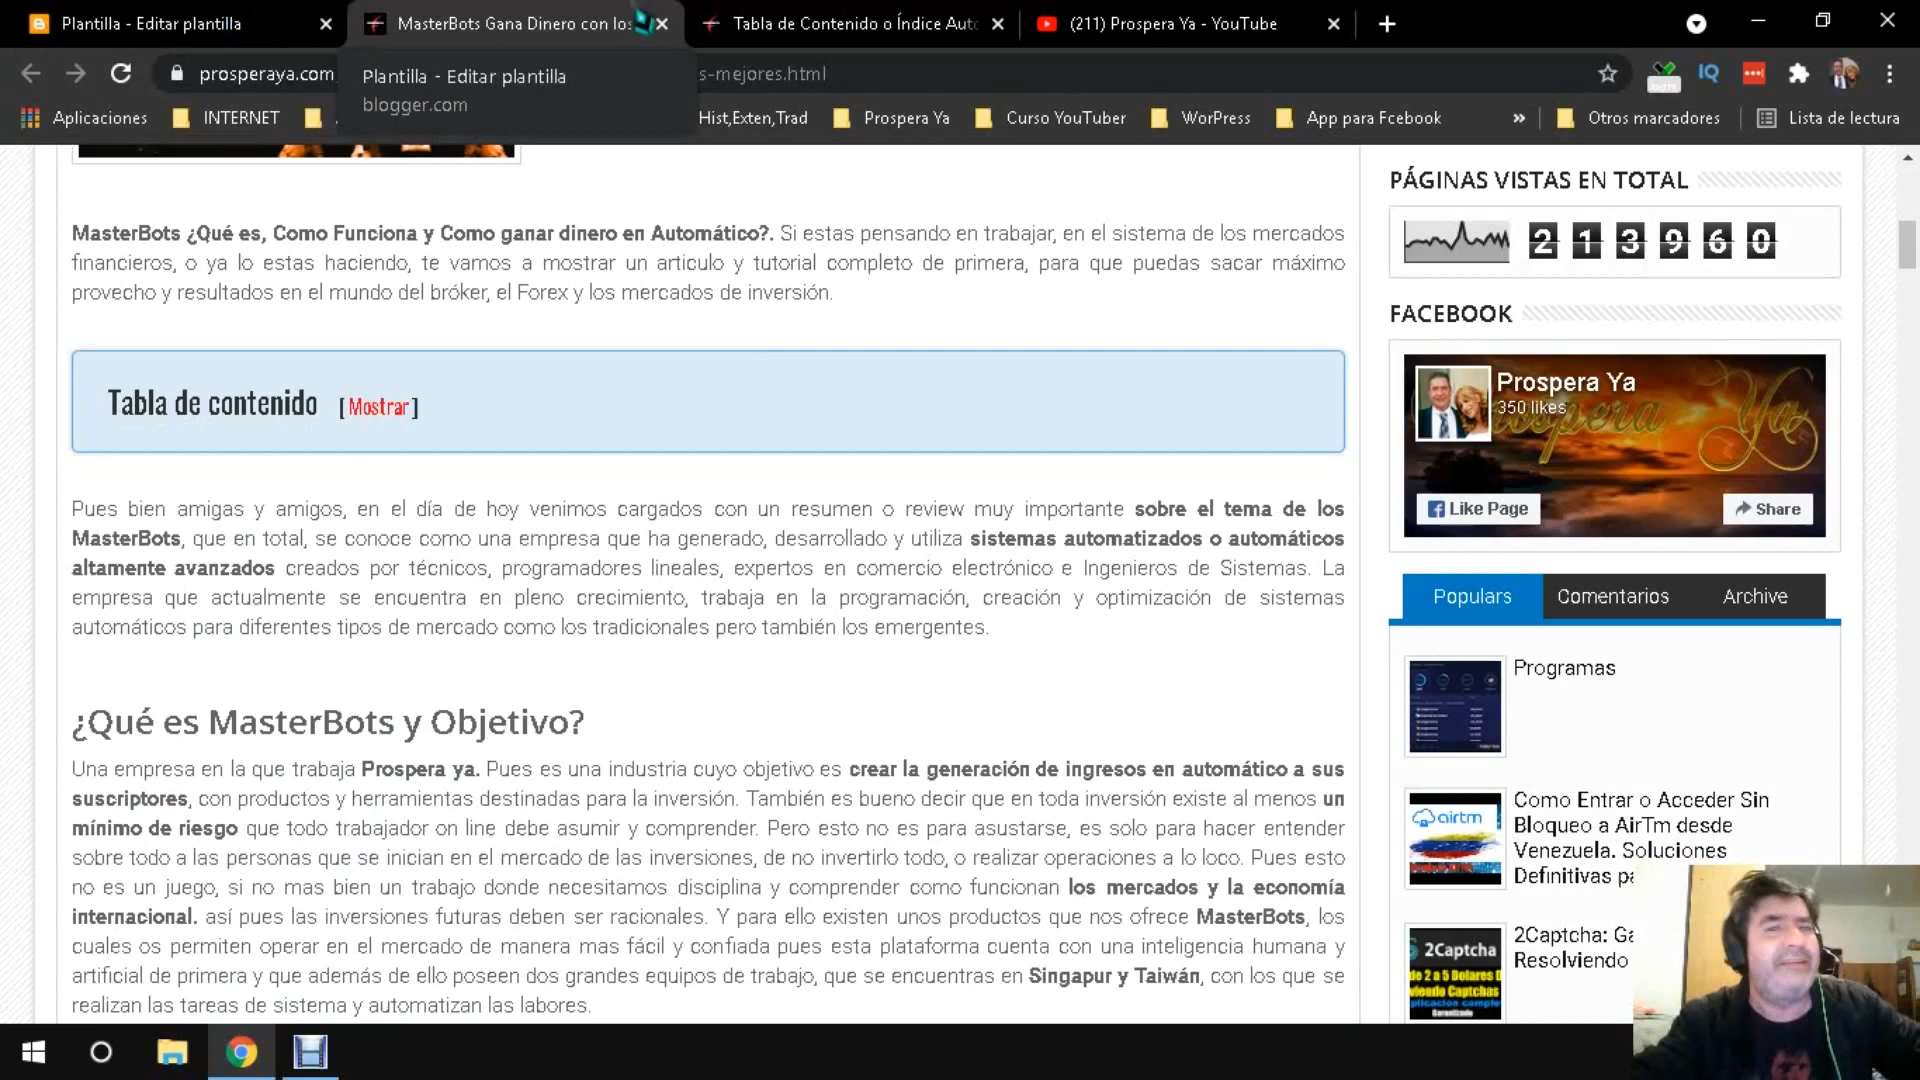 Plantilla - Editar plantilla
MasterBots Gana Dinero con los
Tabla de Contenido o Índice Auto
(211) Prospera Ya - YouTube
prosperaya.com
s-mejores.html
Plantilla - Editar plantilla
blogger.com
Aplicaciones
INTERNET
Hist,Exten,Trad
Prospera Ya
Curso YouTuber
WorPress
App para Fcebook
»
Otros marcadores
Lista de lectura
MasterBots ¿Qué es, Como Funciona y Como ganar dinero en Automático?. Si estas pensando en trabajar, en el sistema de los mercados
financieros, o ya lo estas haciendo, te vamos a mostrar un articulo y tutorial completo de primera, para que puedas sacar máximo
provecho y resultados en el mundo del bróker, el Forex y los mercados de inversión.
Tabla de contenido [Mostrar]
Pues bien amigas y amigos, en el día de hoy venimos cargados con un resumen o review muy importante sobre el tema de los
MasterBots, que en total, se conoce como una empresa que ha generado, desarrollado y utiliza sistemas automatizados o automáticos
altamente avanzados creados por técnicos, programadores lineales, expertos en comercio electrónico e Ingenieros de Sistemas. La
empresa que actualmente se encuentra en pleno crecimiento, trabaja en la programación, creación y optimización de sistemas
automáticos para diferentes tipos de mercado como los tradicionales pero también los emergentes.
¿Qué es MasterBots y Objetivo?
Una empresa en la que trabaja Prospera ya. Pues es una industria cuyo objetivo es crear la generación de ingresos en automático a sus
suscriptores, con productos y herramientas destinadas para la inversión. También es bueno decir que en toda inversión existe al menos un
mínimo de riesgo que todo trabajador on line debe asumir y comprender. Pero esto no es para asustarse, es solo para hacer entender
sobre todo a las personas que se inician en el mercado de las inversiones, de no invertirlo todo, o realizar operaciones a lo loco. Pues esto
no es un juego, si no mas bien un trabajo donde necesitamos disciplina y comprender como funcionan los mercados y la economía
internacional. así pues las inversiones futuras deben ser racionales. Y para ello existen unos productos que nos ofrece MasterBots, los
cuales os permiten operar en el mercado de manera mas fácil y confiada pues esta plataforma cuenta con una inteligencia humana y
artificial de primera y que además de ello poseen dos grandes equipos de trabajo, que se encuentras en Singapur y Taiwán, con los que se
realizan las tareas de sistema y automatizan las labores.
PÁGINAS VISTAS EN TOTAL
213960
FACEBOOK
Prospera Ya
350 likes
Prospera Ya
Like Page
Share
Populars
Comentarios
Archive
Programas
airtm
Como Entrar o Acceder Sin
Bloqueo a AirTm desde
Venezuela. Soluciones
Definitivas pa
2Captcha
de 2 a 5 Dolares D
Garantizado
2Captcha: Ga
Resolviendo